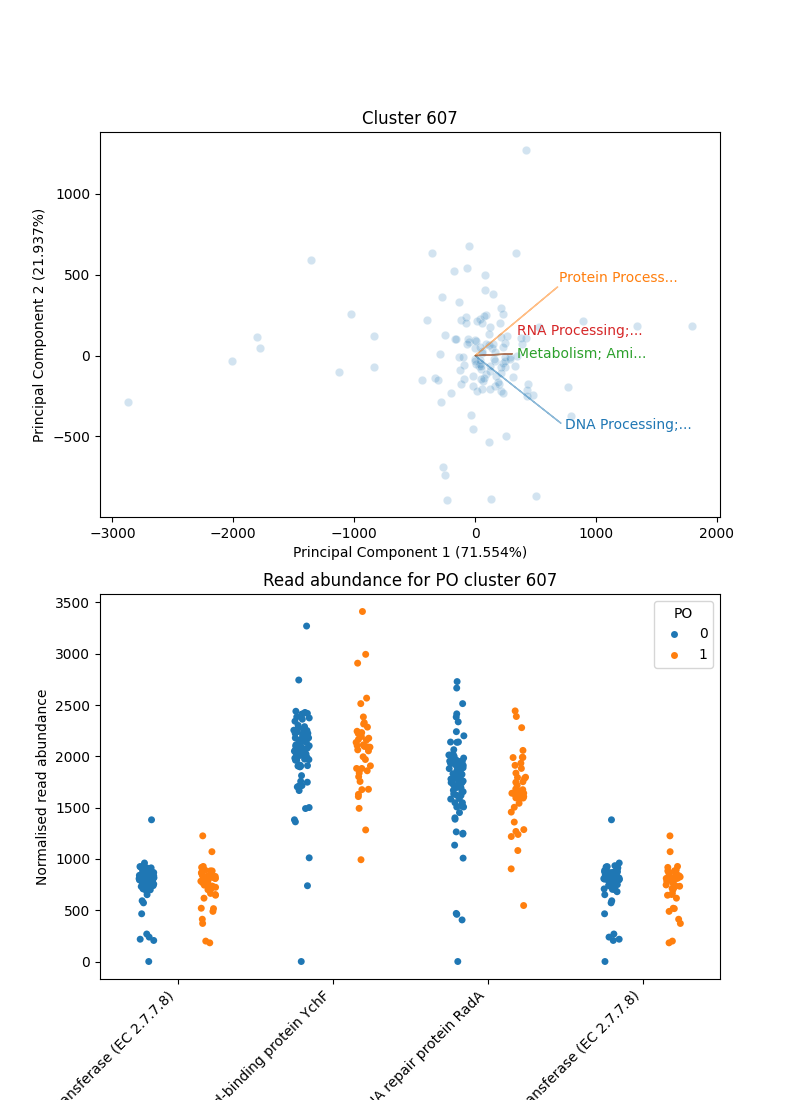 Cluster 607
Principal Component 2 (21.937%)
1000
500
0
−500
Protein Process...
RNA Processing;...
Metabolism; Ami...
DNA Processing;...
−3000
−2000
−1000
0
1000
2000
Principal Component 1 (71.554%)
Read abundance for PO cluster 607
Normalised read abundance
3500
3000
2500
2000
1500
1000
500
0
PO
0
1
(EC 2.7.7.8)
protein YchF
repair protein RadA
(EC 2.7.7.8)